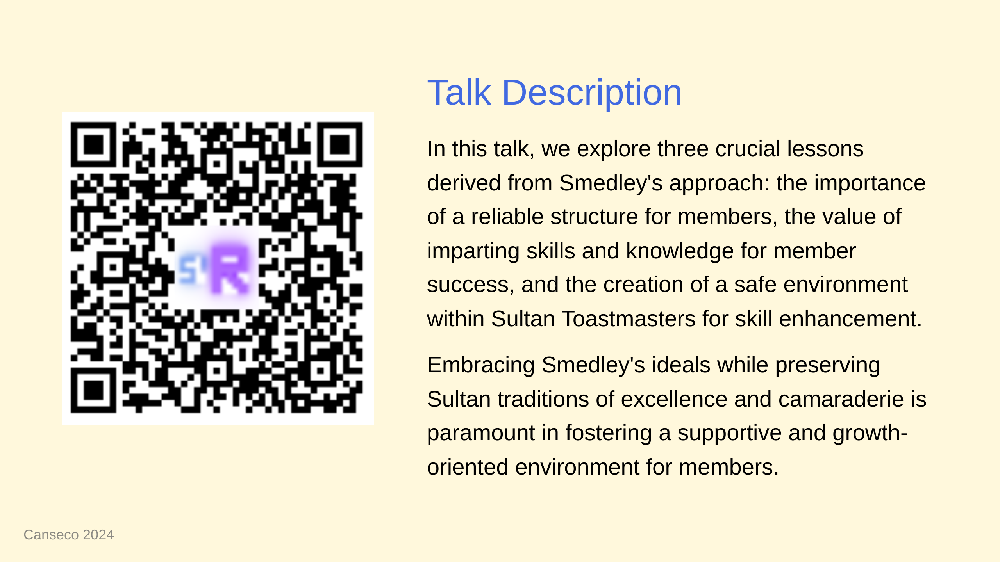 Talk Description
In this talk, we explore three crucial lessons
derived from Smedley's approach: the importance
of a reliable structure for members, the value of
imparting skills and knowledge for member
success, and the creation of a safe environment
within Sultan Toastmasters for skill enhancement.
Embracing Smedley's ideals while preserving
Sultan traditions of excellence and camaraderie is
paramount in fostering a supportive and growth-
oriented environment for members.
Canseco 2024